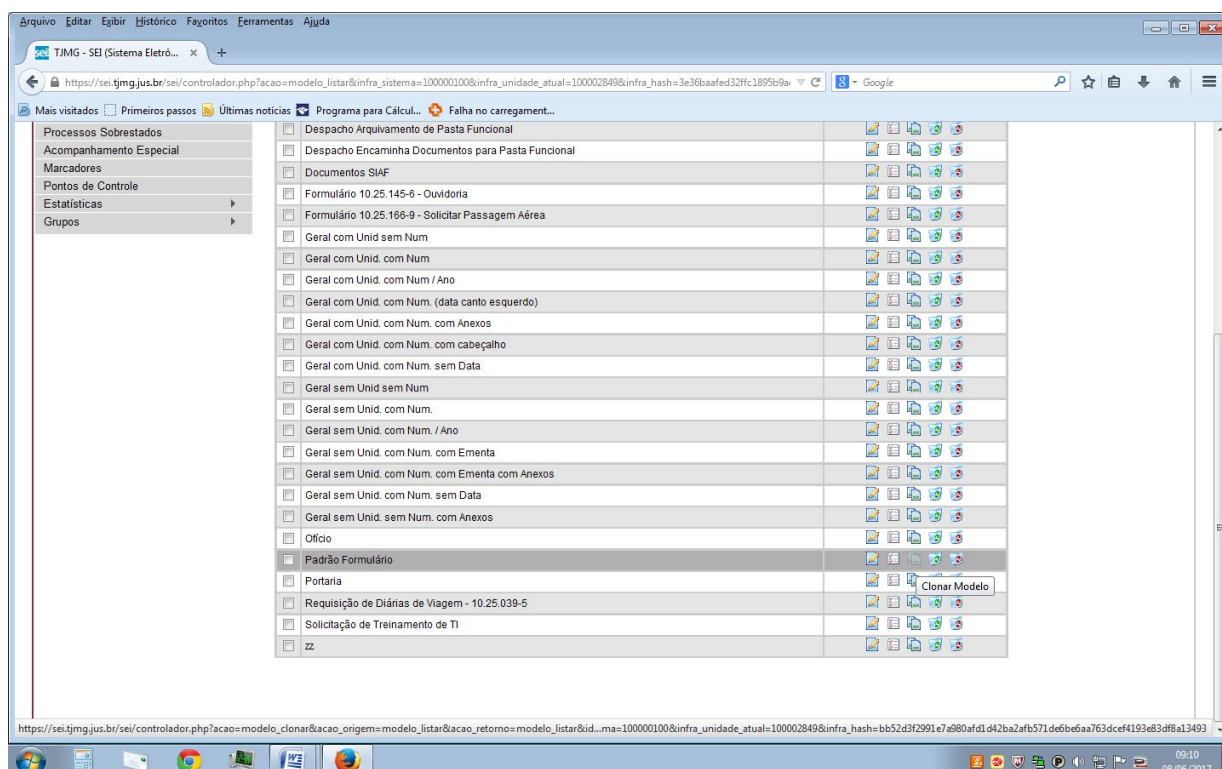 Arquivo Editar Exibir Histórico Favoritos Ferramentas Ajuda
sei TJMG - SEI (Sistema Eletrô... × +
https://sei.tjmg.jus.br/sei/controlador.php?acao=modelo_listar&infra_sistema=100000100&infra_unidade_atual=100002849&infra_hash=3e36baafed32ffc1895b9a 8 Google
Mais visitados Primeiros passos Últimas notícias Programa para Cálcul... Falha no carregament...
Processos Sobrestados
Acompanhamento Especial
Marcadores
Pontos de Controle
Estatísticas
Grupos
Despacho Arquivamento de Pasta Funcional
Despacho Encaminha Documentos para Pasta Funcional
Documentos SIAF
Formulário 10.25.145-6 - Ouvidoria
Formulário 10.25.166-9 - Solicitar Passagem Aérea
Geral com Unid sem Num
Geral com Unid. com Num
Geral com Unid. com Num / Ano
Geral com Unid. com Num. (data canto esquerdo)
Geral com Unid. com Num. com Anexos
Geral com Unid. com Num. com cabeçalho
Geral com Unid. com Num. sem Data
Geral sem Unid sem Num
Geral sem Unid. com Num.
Geral sem Unid. com Num. / Ano
Geral sem Unid. com Num. com Ementa
Geral sem Unid. com Num. com Ementa com Anexos
Geral sem Unid. com Num. sem Data
Geral sem Unid. sem Num. com Anexos
Ofício
Padrão Formulário
Portaria
Clonar Modelo
Requisição de Diárias de Viagem - 10.25.039-5
Solicitação de Treinamento de TI
zz
https://sei.tjmg.jus.br/sei/controlador.php?acao=modelo_clonar&acao_origem=modelo_listar&acao_retorno=modelo_listar&id...ma=100000100&infra_unidade_atual=100002849&infra_hash=bb52d3f2991e7a980afd1d42ba2afb571de6be6aa763dcef4193e83df8a13493
09:10
08/06/2017